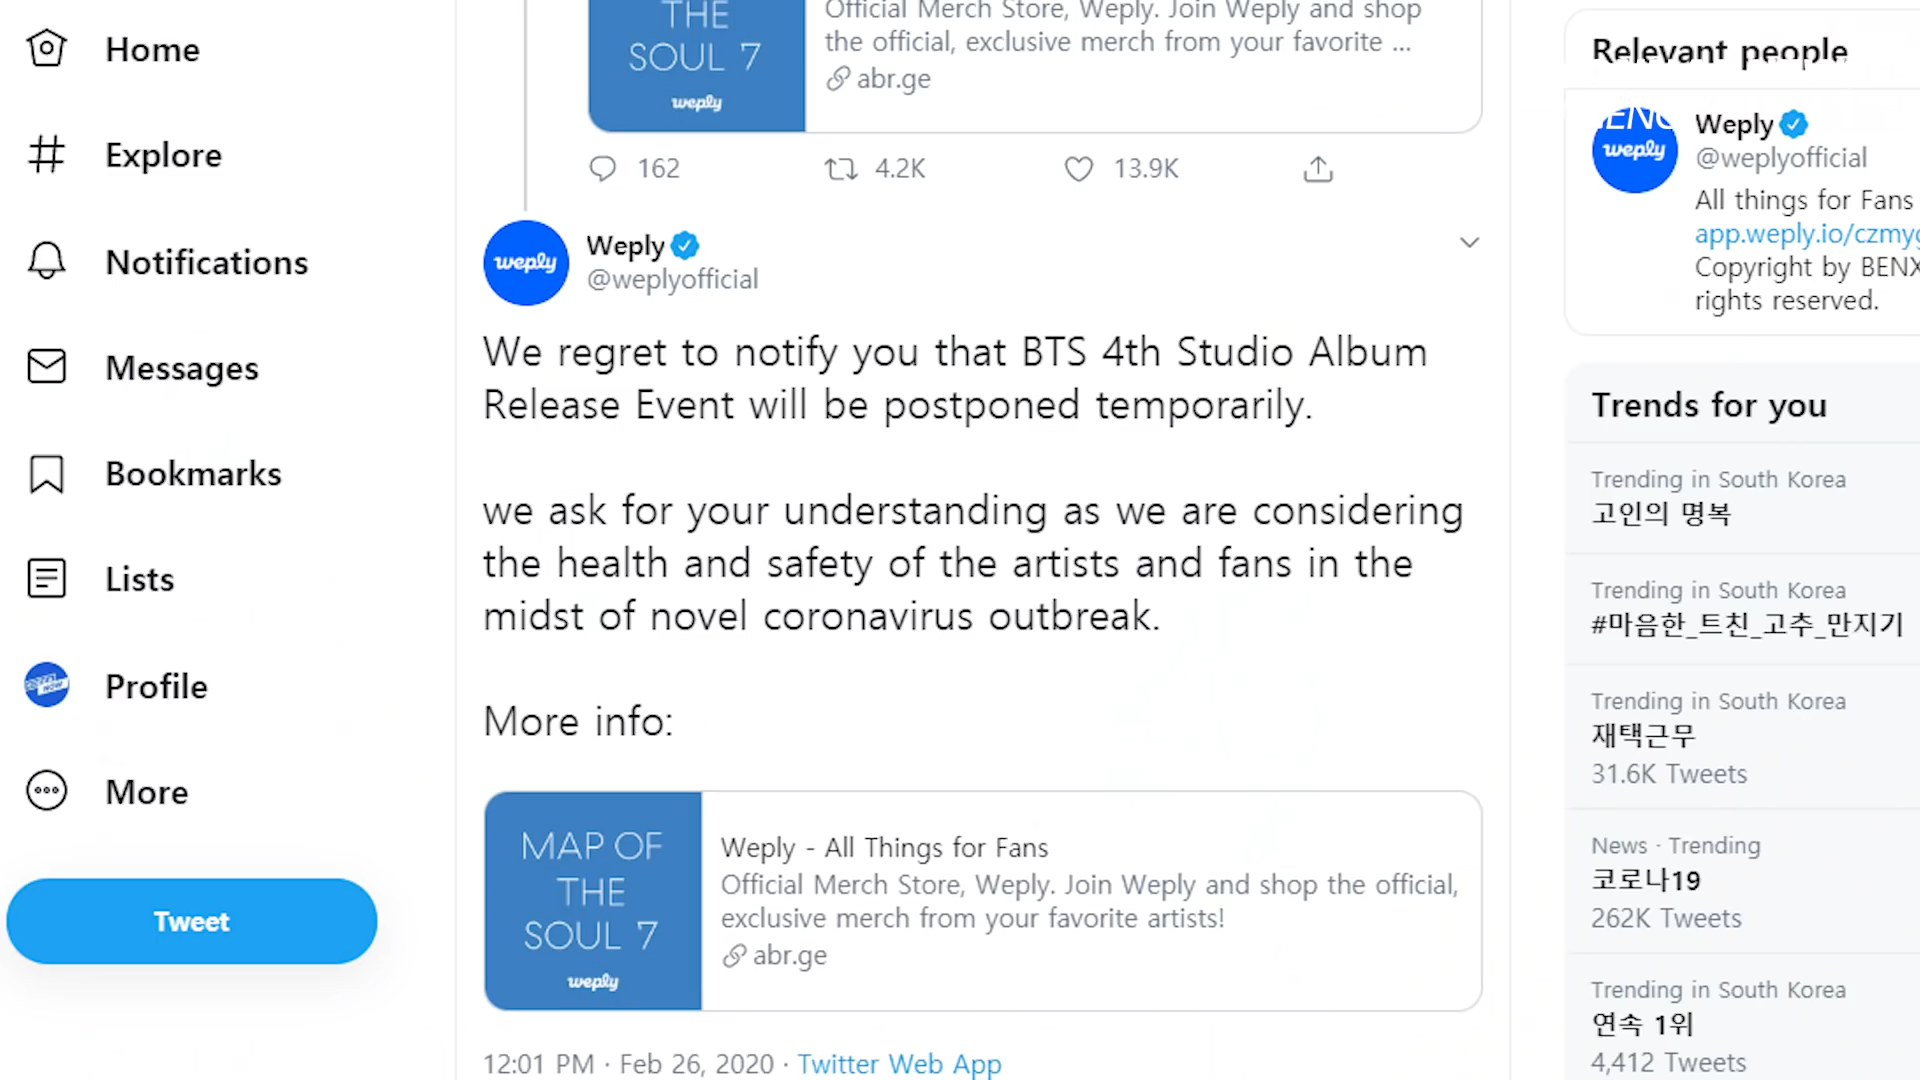 Home
Explore
Notifications
Messages
Bookmarks
Lists
Profile
More
Tweet
THE
SOUL 7
weply
Official Merch Store, Weply. Join Weply and shop
the official, exclusive merch from your favorite ...
abr.ge
162 4.2K 13.9K
weply
Weply
@weplyofficial
We regret to notify you that BTS 4th Studio Album
Release Event will be postponed temporarily.
we ask for your understanding as we are considering
the health and safety of the artists and fans in the
midst of novel coronavirus outbreak.
More info:
MAP OF
THE
SOUL 7
weply
Weply - All Things for Fans
Official Merch Store, Weply. Join Weply and shop the official,
exclusive merch from your favorite artists!
abr.ge
12:01 PM · Feb 26, 2020 · Twitter Web App
Relevant people
weply
Weply
@weplyofficial
All things for Fans
app.weply.io/czmy
Copyright by BENX
rights reserved.
Trends for you
Trending in South Korea
고인의 명복
Trending in South Korea
#마음한_트친_고추_만지기
Trending in South Korea
재택근무
31.6K Tweets
News · Trending
코로나19
262K Tweets
Trending in South Korea
연속 1위
4,412 Tweets